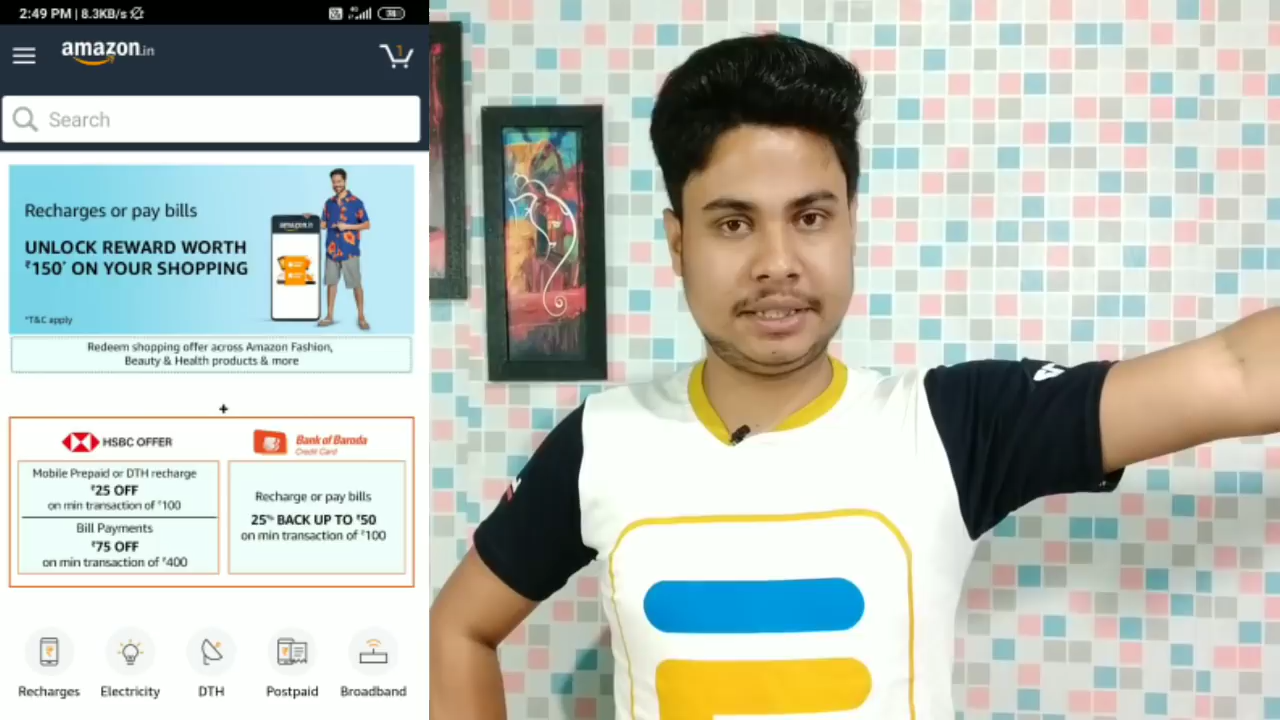 2:49 PM | 8.3KB/s
amazon.in
1
Search
Recharges or pay bills
UNLOCK REWARD WORTH
₹150* ON YOUR SHOPPING
amazon.in
*T&C apply
Redeem shopping offer across Amazon Fashion,
Beauty & Health products & more
+
HSBC OFFER
Mobile Prepaid or DTH recharge
₹25 OFF
on min transaction of ₹100
Bill Payments
₹75 OFF
on min transaction of ₹400
Bank of Baroda
Credit Card
Recharge or pay bills
25% BACK UP TO ₹50
on min transaction of ₹100
Recharges
Electricity
DTH
Postpaid
Broadband